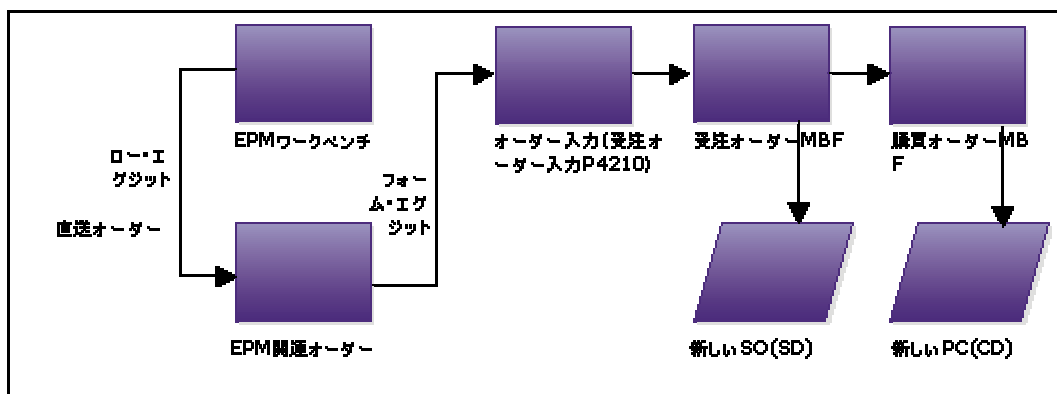 EPMワークベンチ
オーダー入力(受注オ
ーダー入力P4210)
受注オーダーMBF
購買オーダーMB
F
ロー・エ
グジット
直送オーダー
フォー
ム・エグ
ジット
EPM関連オーダー
新しいSO(SD)
新しいPC(CD)